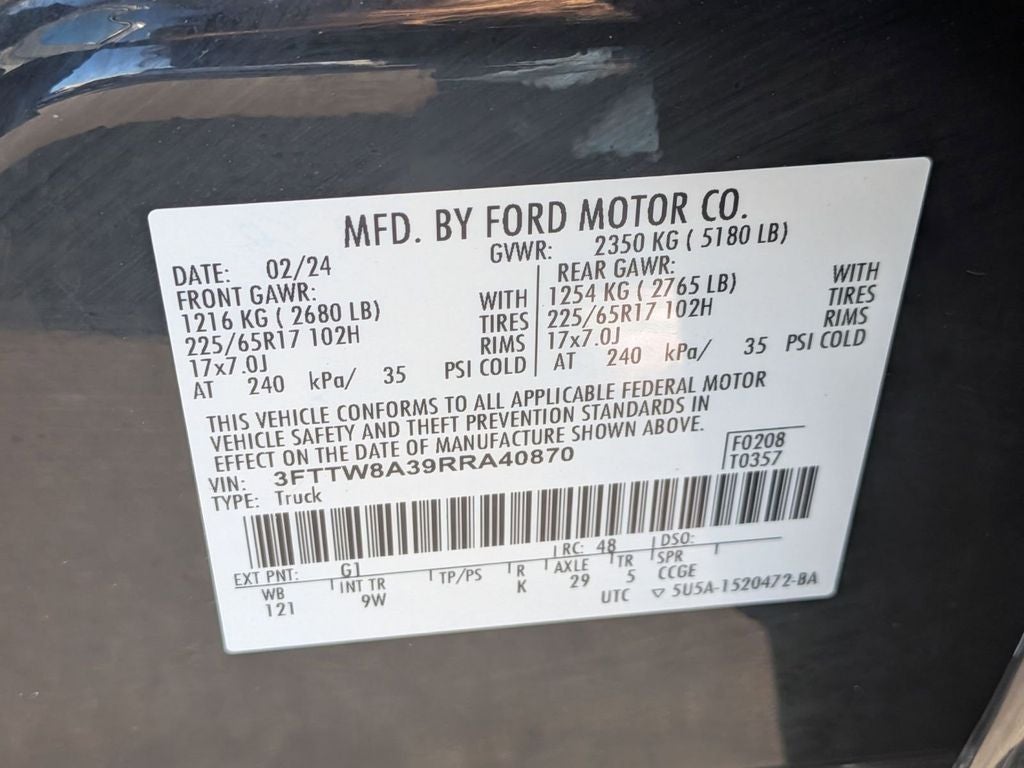 MFD. BY FORD MOTOR CO.
DATE: 02/24
GVWR: 2350 KG ( 5180 LB)
FRONT GAWR:
1216 KG ( 2680 LB)
225/65R17 102H
17x7.0J
AT 240 kPa/ 35 PSI COLD
WITH
TIRES
RIMS
REAR GAWR:
1254 KG ( 2765 LB)
225/65R17 102H
17x7.0J
AT 240 kPa/ 35 PSI COLD
WITH
TIRES
RIMS
THIS VEHICLE CONFORMS TO ALL APPLICABLE FEDERAL MOTOR
VEHICLE SAFETY AND THEFT PREVENTION STANDARDS IN
EFFECT ON THE DATE OF MANUFACTURE SHOWN ABOVE.
VIN: 3FTTW8A39RRA40870
TYPE: Truck
F0208
T0357
EXT PNT: G1 RC: 48 DSO:
WB INT TR TP/PS R AXLE TR SPR
121 9W K 29 5 CCGE
UTC ▽ 5U5A-1520472-BA